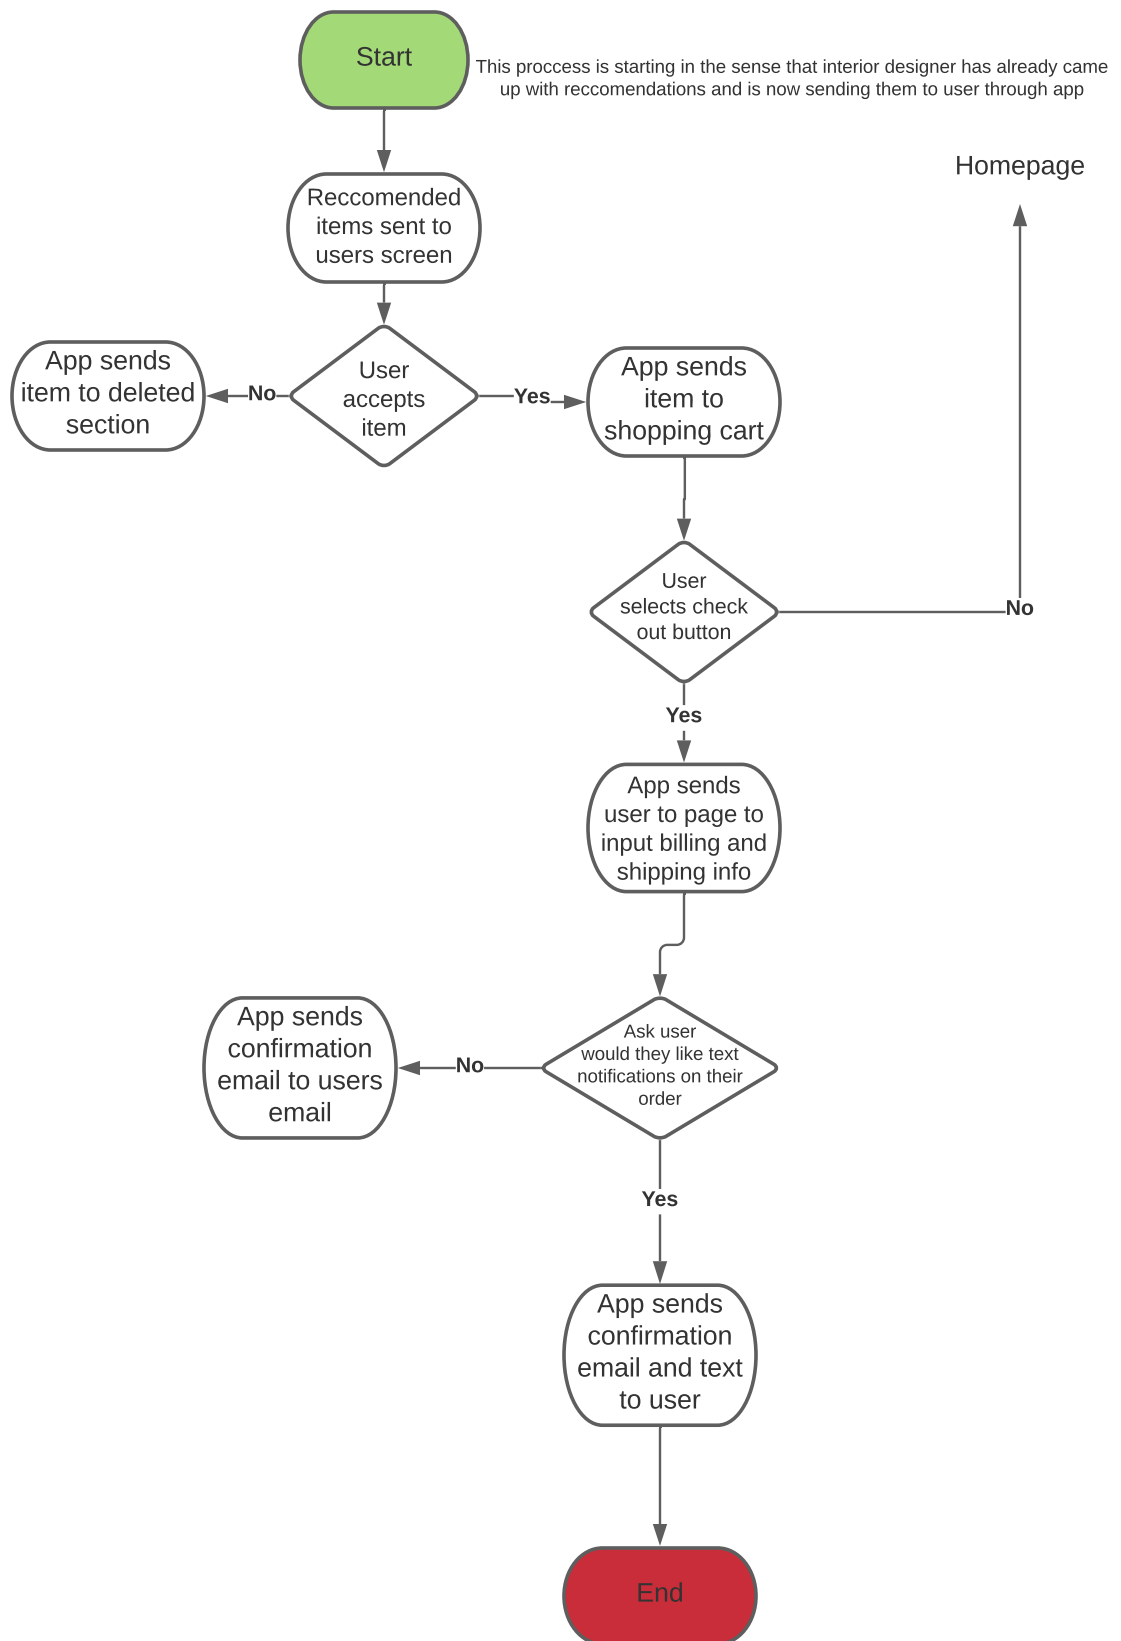 Start
This proccess is starting in the sense that interior designer has already came
up with reccomendations and is now sending them to user through app
Homepage
Reccomended
items sent to
users screen
User
accepts
item
No
App sends
item to deleted
section
Yes
App sends
item to
shopping cart
User
selects check
out button
No
Yes
App sends
user to page to
input billing and
shipping info
Ask user
would they like text
notifications on their
order
No
App sends
confirmation
email to users
email
Yes
App sends
confirmation
email and text
to user
End